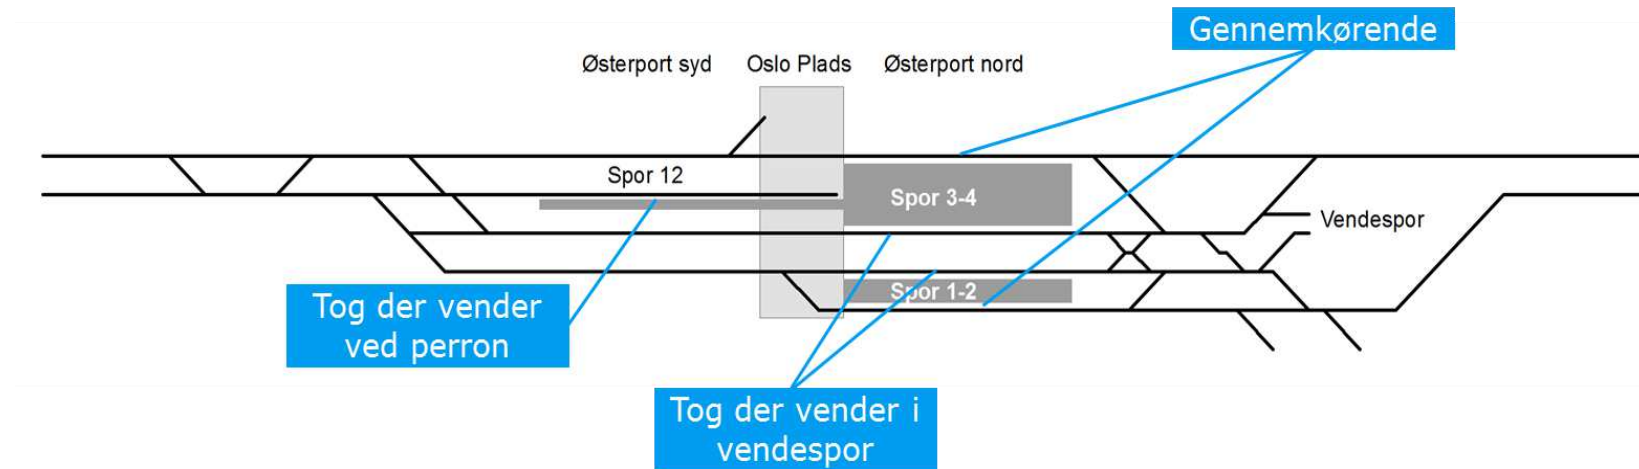 Gennemkørende
Østerport syd
Oslo Plads
Østerport nord
Spor 12
Spor 3-4
Vendespor
Spor 1-2
Tog der vender
ved perron
Tog der vender i
vendespor